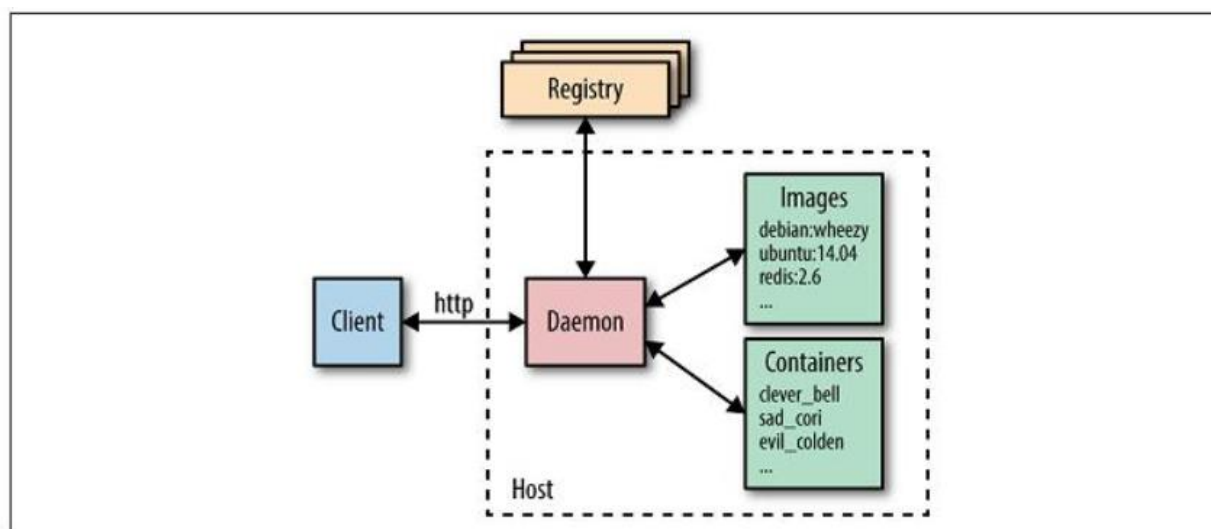 Registry
Images
debian:wheezy
ubuntu:14.04
redis:2.6
...
Client
http
Daemon
Containers
clever_bell
sad_cori
evil_colden
...
Host